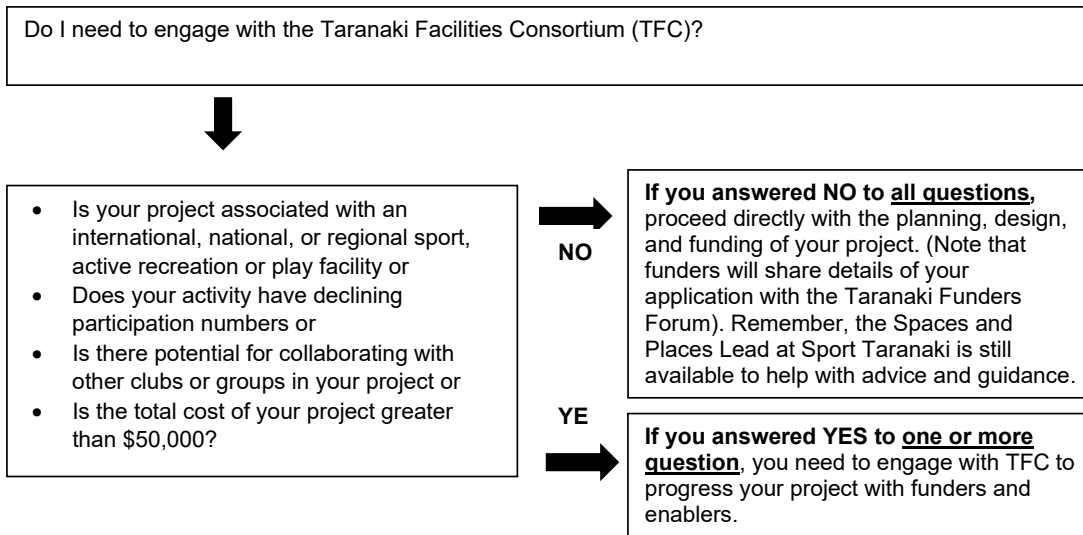 Do I need to engage with the Taranaki Facilities Consortium (TFC)?
• Is your project associated with an
international, national, or regional sport,
active recreation or play facility or
• Does your activity have declining
participation numbers or
• Is there potential for collaborating with
other clubs or groups in your project or
• Is the total cost of your project greater
than $50,000?
NO
If you answered NO to all questions,
proceed directly with the planning, design,
and funding of your project. (Note that
funders will share details of your
application with the Taranaki Funders
Forum). Remember, the Spaces and
Places Lead at Sport Taranaki is still
available to help with advice and guidance.
YE
If you answered YES to one or more
question, you need to engage with TFC to
progress your project with funders and
enablers.